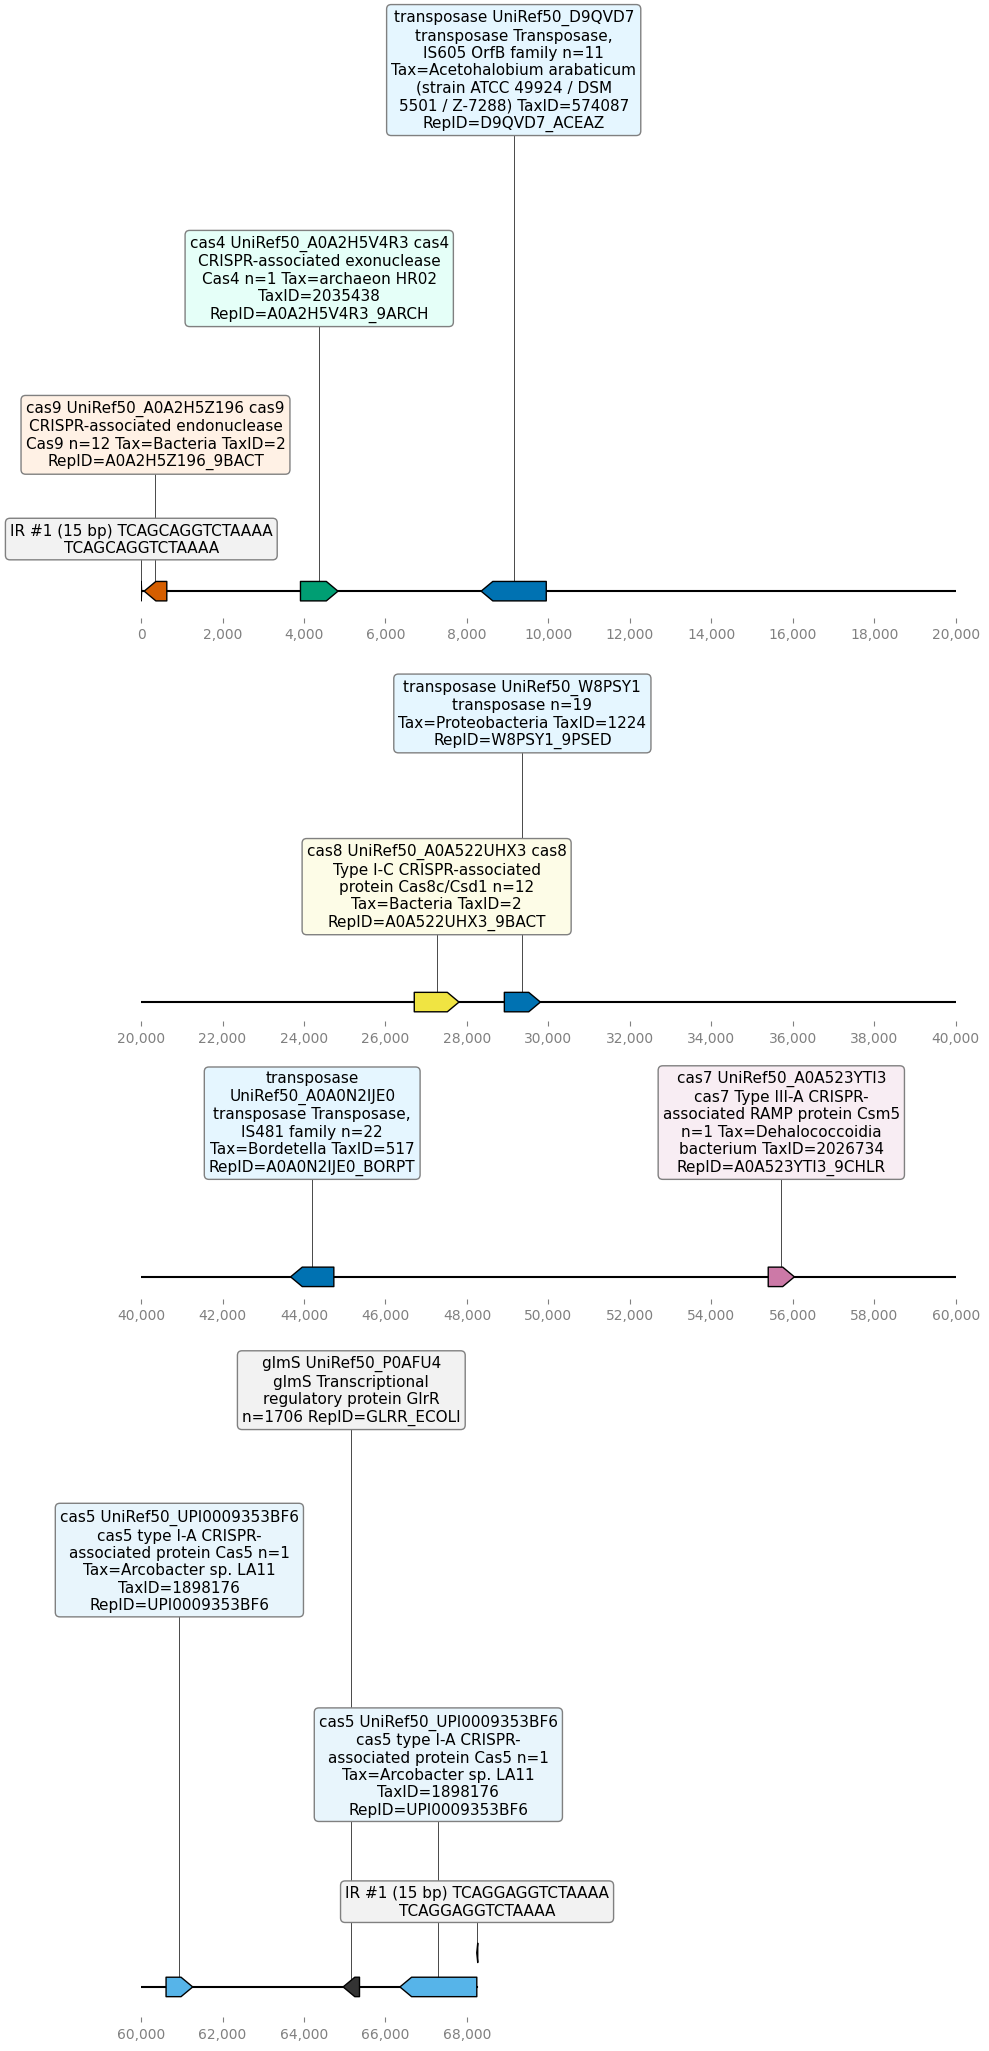 transposase UniRef50_D9QVD7
transposase Transposase,
IS605 OrfB family n=11
Tax=Acetohalobium arabaticum
(strain ATCC 49924 / DSM
5501 / Z-7288) TaxID=574087
RepID=D9QVD7_ACEAZ
cas4 UniRef50_A0A2H5V4R3 cas4
CRISPR-associated exonuclease
Cas4 n=1 Tax=archaeon HR02
TaxID=2035438
RepID=A0A2H5V4R3_9ARCH
cas9 UniRef50_A0A2H5Z196 cas9
CRISPR-associated endonuclease
Cas9 n=12 Tax=Bacteria TaxID=2
RepID=A0A2H5Z196_9BACT
IR #1 (15 bp) TCAGCAGGTCTAAAA
TCAGCAGGTCTAAAA
0 2,000 4,000 6,000 8,000 10,000 12,000 14,000 16,000 18,000 20,000
transposase UniRef50_W8PSY1
transposase n=19
Tax=Proteobacteria TaxID=1224
RepID=W8PSY1_9PSED
cas8 UniRef50_A0A522UHX3 cas8
Type I-C CRISPR-associated
protein Cas8c/Csd1 n=12
Tax=Bacteria TaxID=2
RepID=A0A522UHX3_9BACT
20,000 22,000 24,000 26,000 28,000 30,000 32,000 34,000 36,000 38,000 40,000
transposase
UniRef50_A0A0N2IJE0
transposase Transposase,
IS481 family n=22
Tax=Bordetella TaxID=517
RepID=A0A0N2IJE0_BORPT
cas7 UniRef50_A0A523YTI3
cas7 Type III-A CRISPR-
associated RAMP protein Csm5
n=1 Tax=Dehalococcoidia
bacterium TaxID=2026734
RepID=A0A523YTI3_9CHLR
40,000 42,000 44,000 46,000 48,000 50,000 52,000 54,000 56,000 58,000 60,000
glmS UniRef50_P0AFU4
glmS Transcriptional
regulatory protein GlrR
n=1706 RepID=GLRR_ECOLI
cas5 UniRef50_UPI0009353BF6
cas5 type I-A CRISPR-
associated protein Cas5 n=1
Tax=Arcobacter sp. LA11
TaxID=1898176
RepID=UPI0009353BF6
cas5 UniRef50_UPI0009353BF6
cas5 type I-A CRISPR-
associated protein Cas5 n=1
Tax=Arcobacter sp. LA11
TaxID=1898176
RepID=UPI0009353BF6
IR #1 (15 bp) TCAGGAGGTCTAAAA
TCAGGAGGTCTAAAA
60,000 62,000 64,000 66,000 68,000